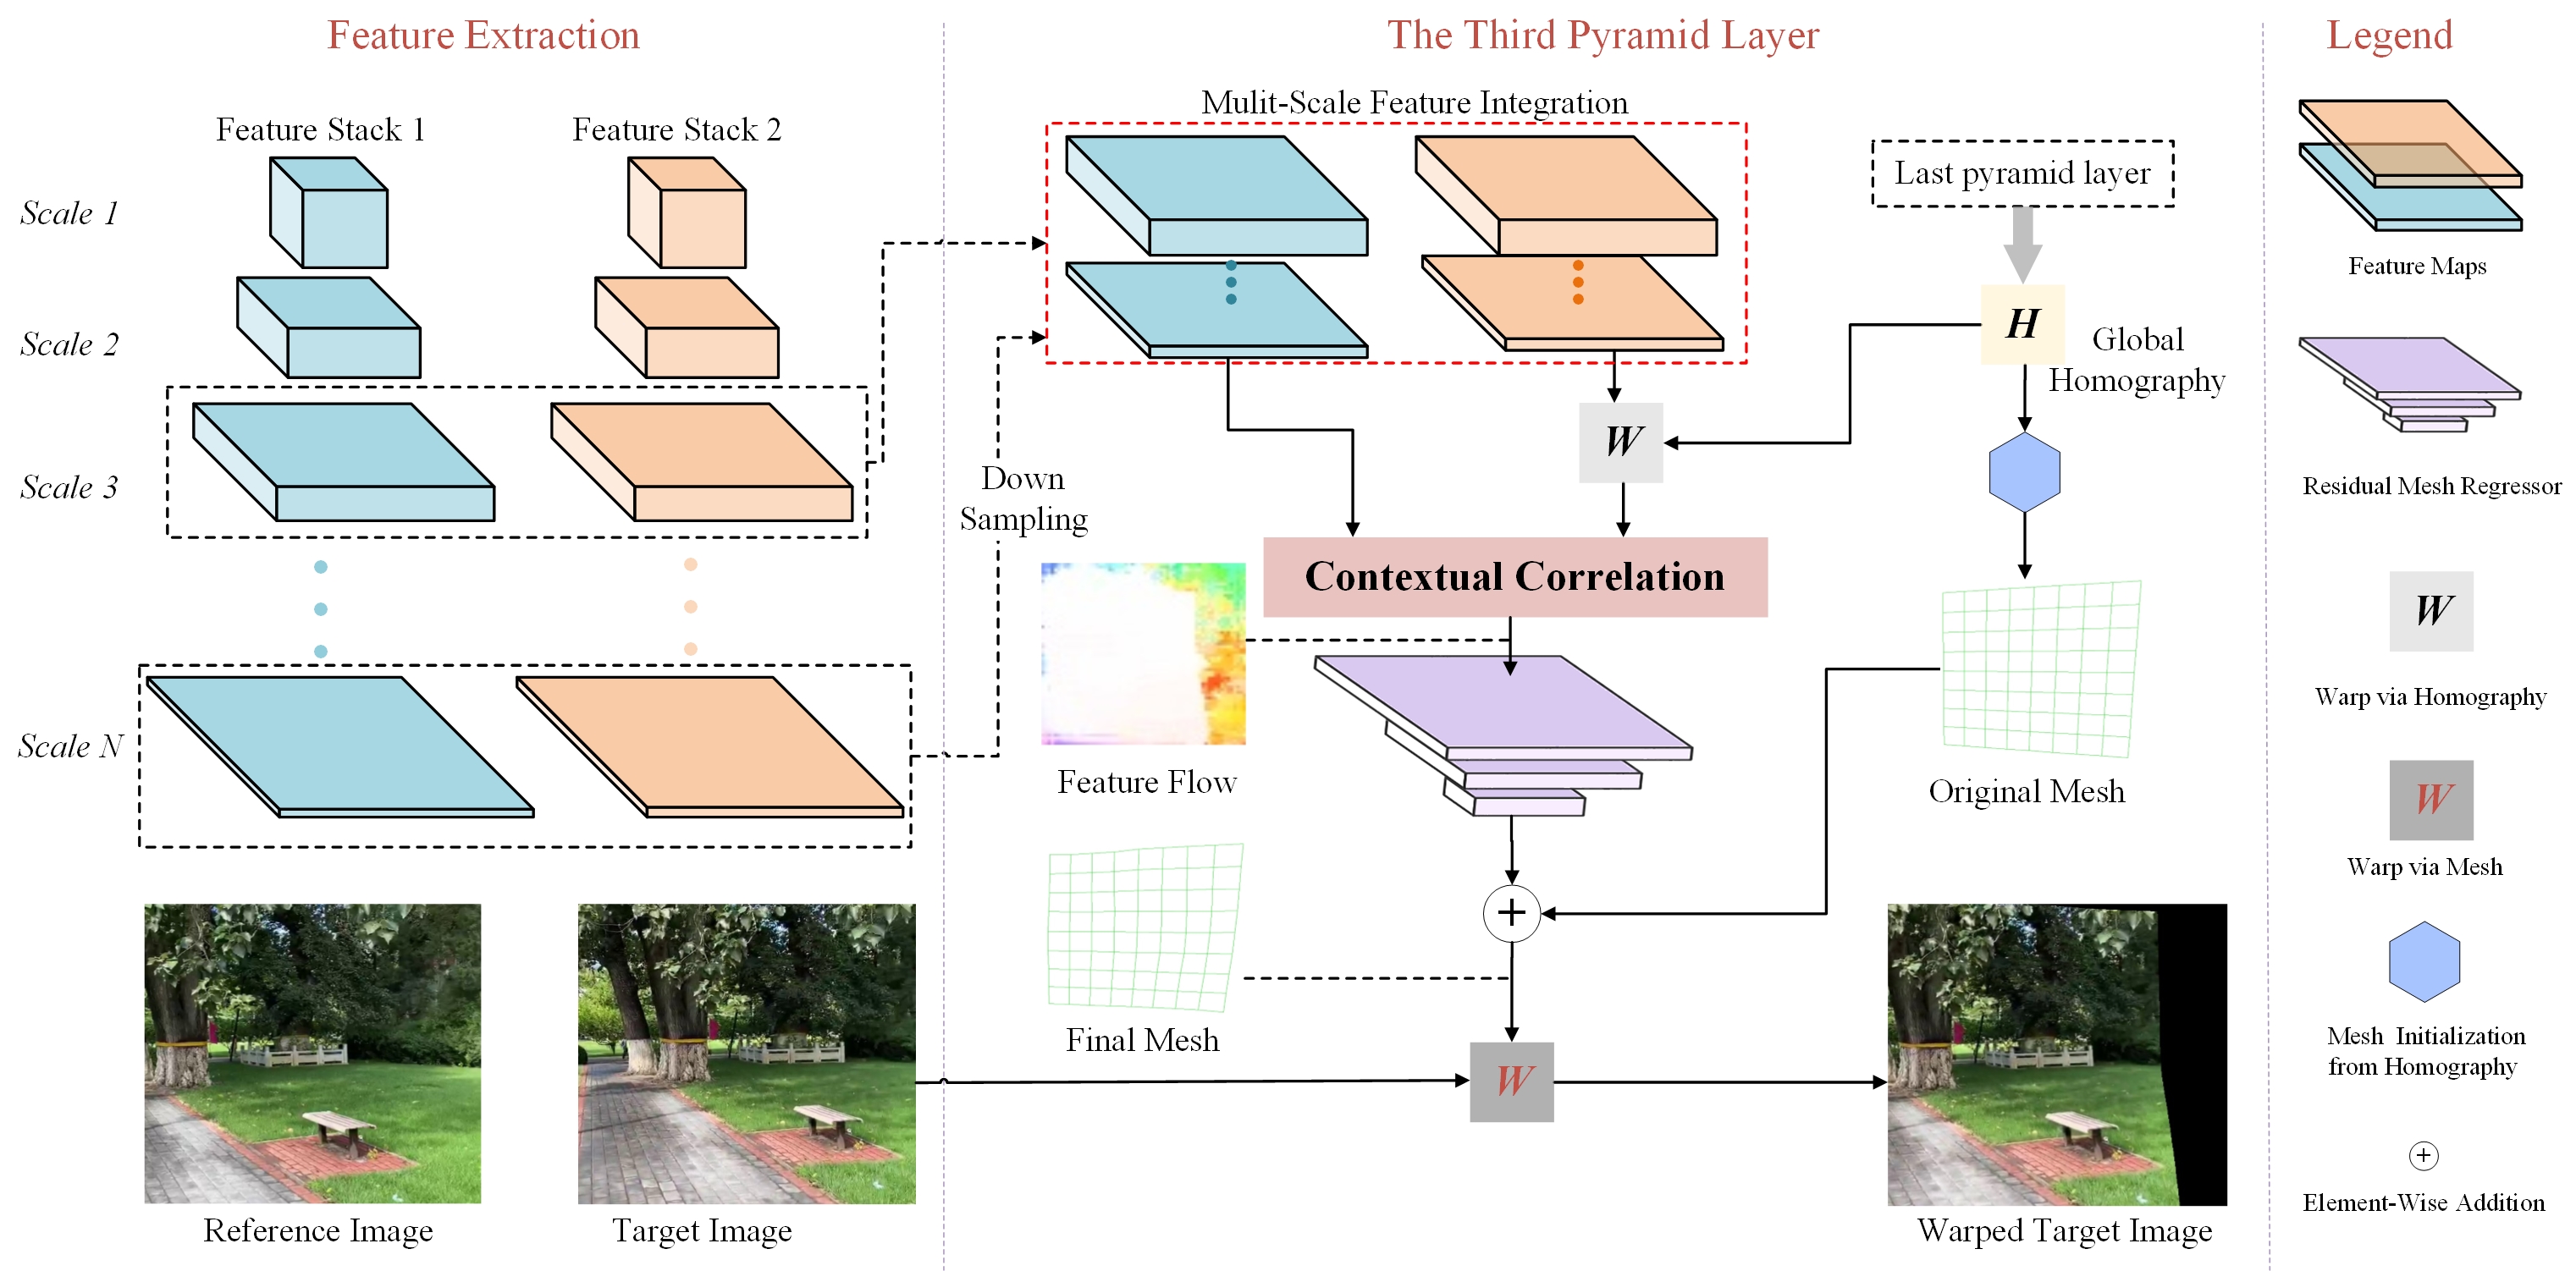 Feature Extraction
The Third Pyramid Layer
Legend
Feature Stack 1
Feature Stack 2
Scale 1
Scale 2
Scale 3
Scale N
Reference Image
Target Image
Down
Sampling
Mulit-Scale Feature Integration
Last pyramid layer
H
Global
Homography
W
Contextual Correlation
Feature Flow
Original Mesh
+
Final Mesh
W
Warped Target Image
Feature Maps
Residual Mesh Regressor
W
Warp via Homography
W
Warp via Mesh
Mesh Initialization
from Homography
+
Element-Wise Addition